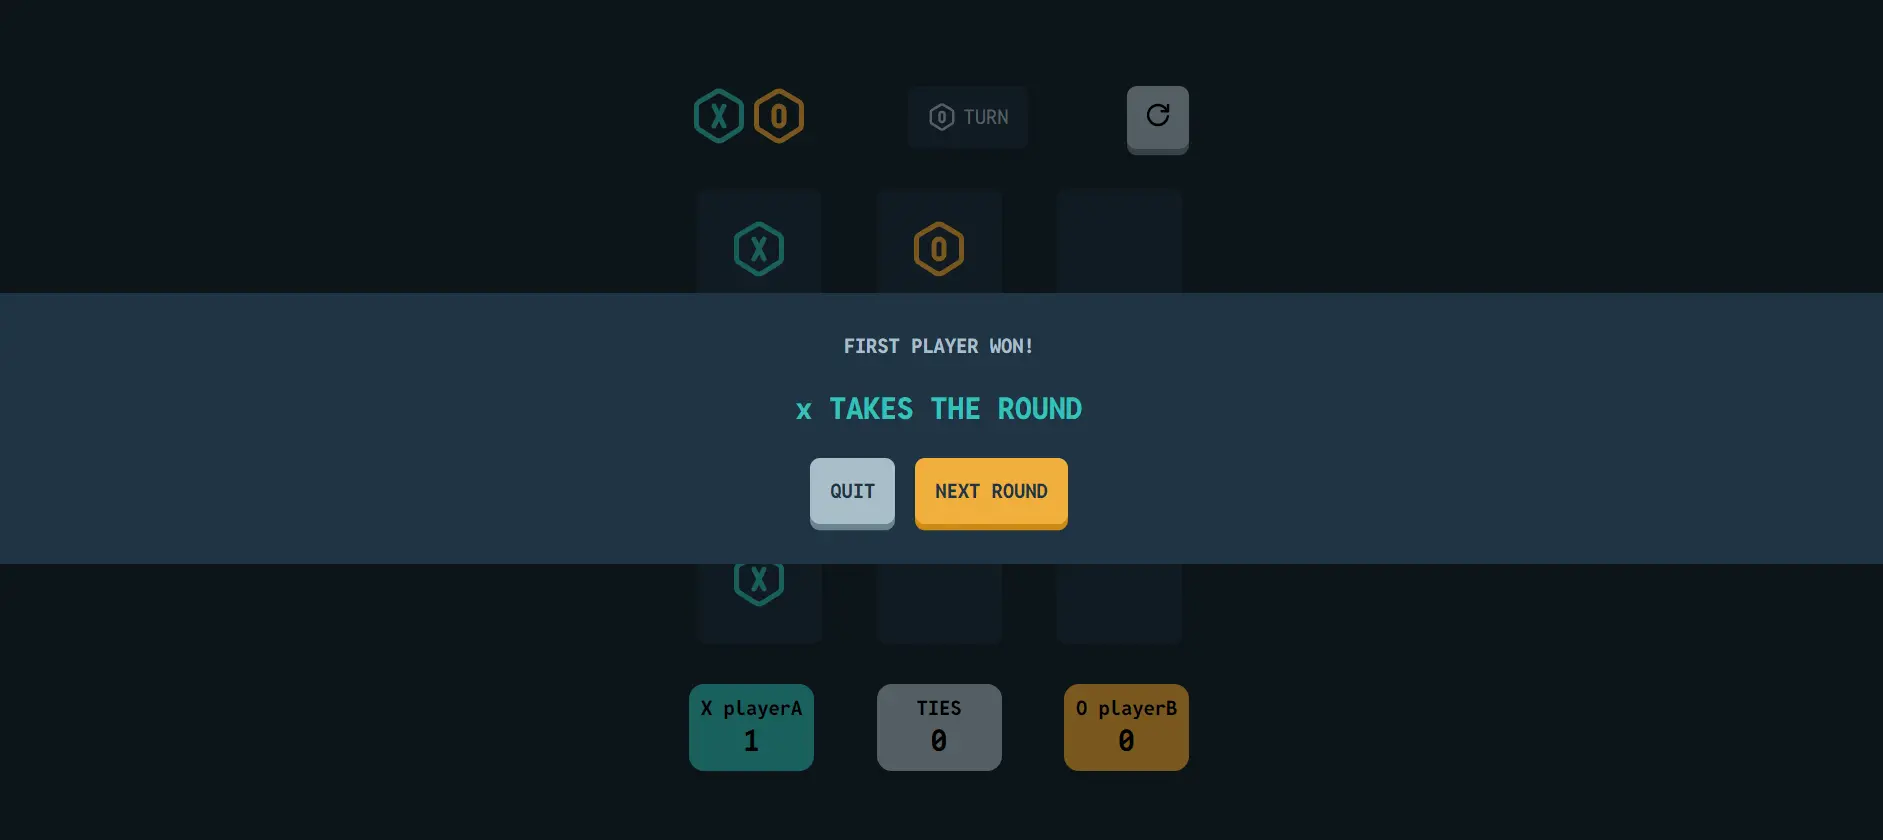 X O
O TURN
X O
FIRST PLAYER WON!
x TAKES THE ROUND
QUIT NEXT ROUND
X
X playerA TIES O playerB
1 0 0